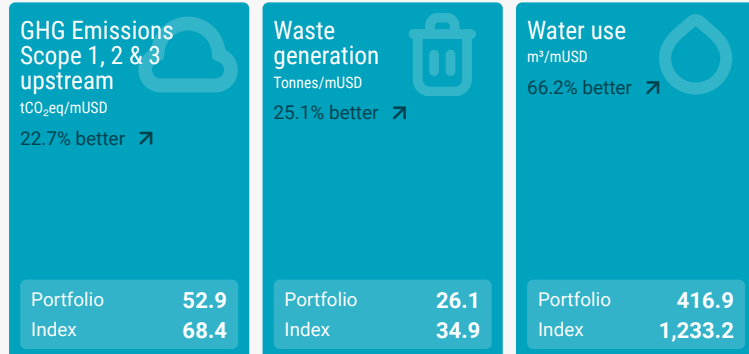 GHG Emissions
Scope 1, 2 & 3
upstream
tCO₂eq/mUSD
22.7% better
Portfolio 52.9
Index 68.4
Waste
generation
Tonnes/mUSD
25.1% better
Portfolio 26.1
Index 34.9
Water use
m³/mUSD
66.2% better
Portfolio 416.9
Index 1,233.2